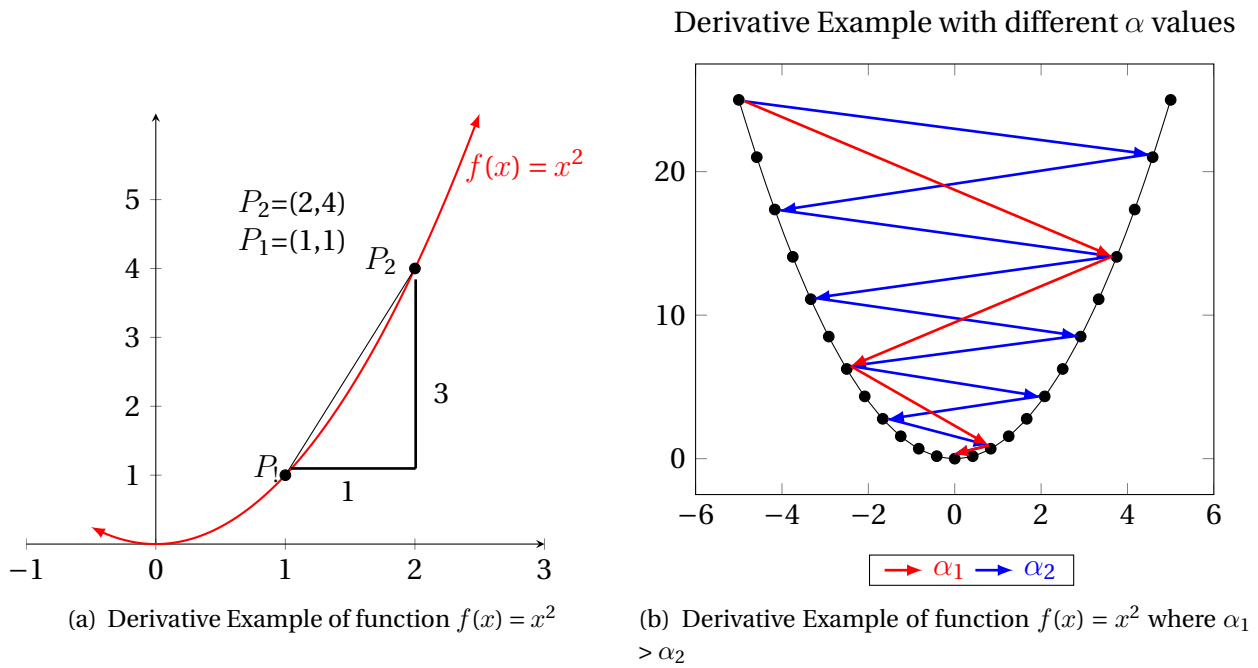 Derivative Example with different α values
f(x) = x²
P₂=(2,4)
P₁=(1,1)
P₂
P!
3
1
5
4
3
2
1
−1 0 1 2 3
20
10
0
−6 −4 −2 0 2 4 6
α₁ α₂
(a) Derivative Example of function f(x) = x²
(b) Derivative Example of function f(x) = x² where α₁
> α₂